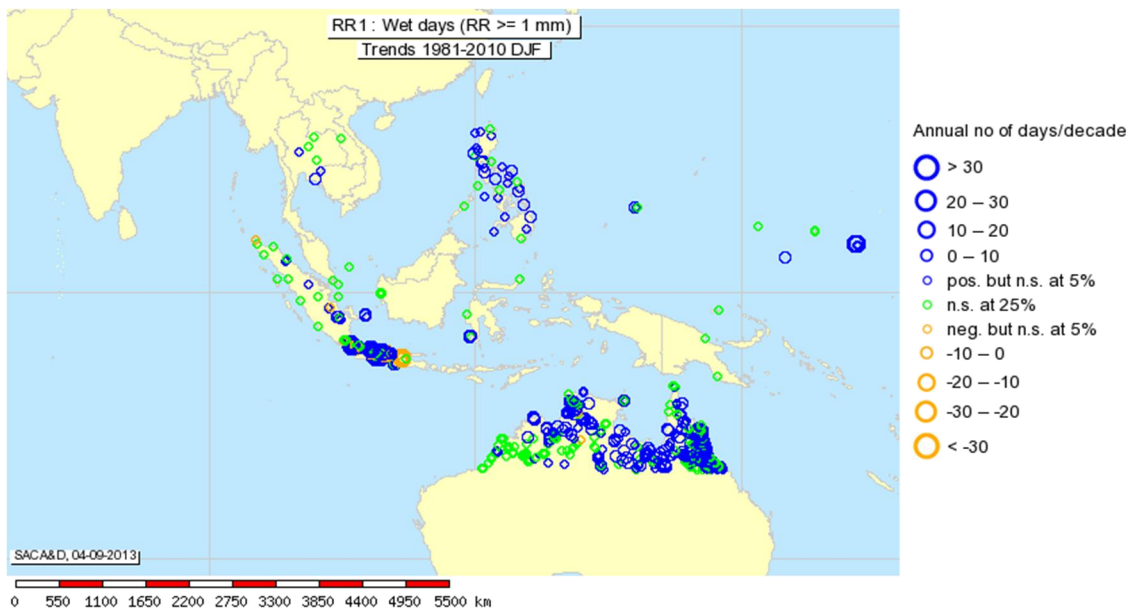 RR1 : Wet days (RR >= 1 mm)
Trends 1981-2010 DJF
Annual no of days/decade
> 30
20 – 30
10 – 20
0 – 10
pos. but n.s. at 5%
n.s. at 25%
neg. but n.s. at 5%
-10 – 0
-20 – -10
-30 – -20
< -30
SACA&D, 04-09-2013
0 550 1100 1650 2200 2750 3300 3850 4400 4950 5500 km